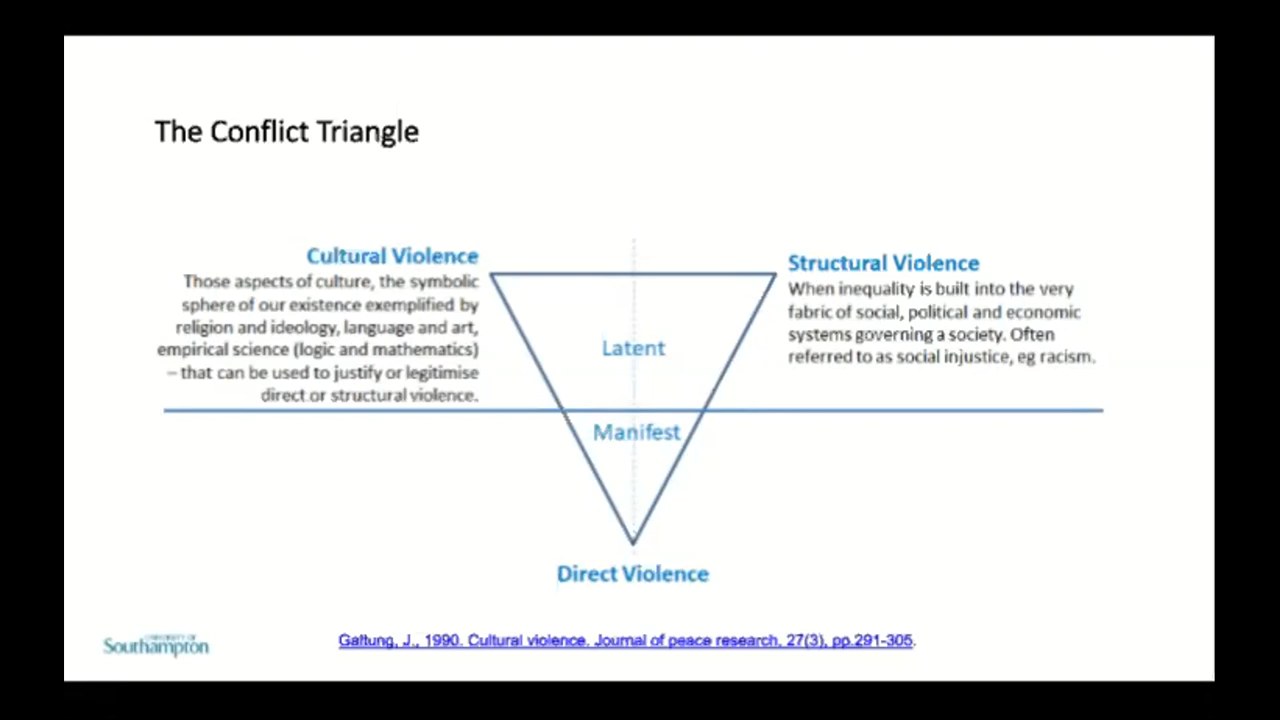 The Conflict Triangle
Cultural Violence
Those aspects of culture, the symbolic
sphere of our existence exemplified by
religion and ideology, language and art,
empirical science (logic and mathematics)
– that can be used to justify or legitimise
direct or structural violence.
Structural Violence
When inequality is built into the very
fabric of social, political and economic
systems governing a society. Often
referred to as social injustice, eg racism.
Latent
Manifest
Direct Violence
UNIVERSITY OF
Southampton
Galtung, J., 1990. Cultural violence. Journal of peace research, 27(3), pp.291-305.